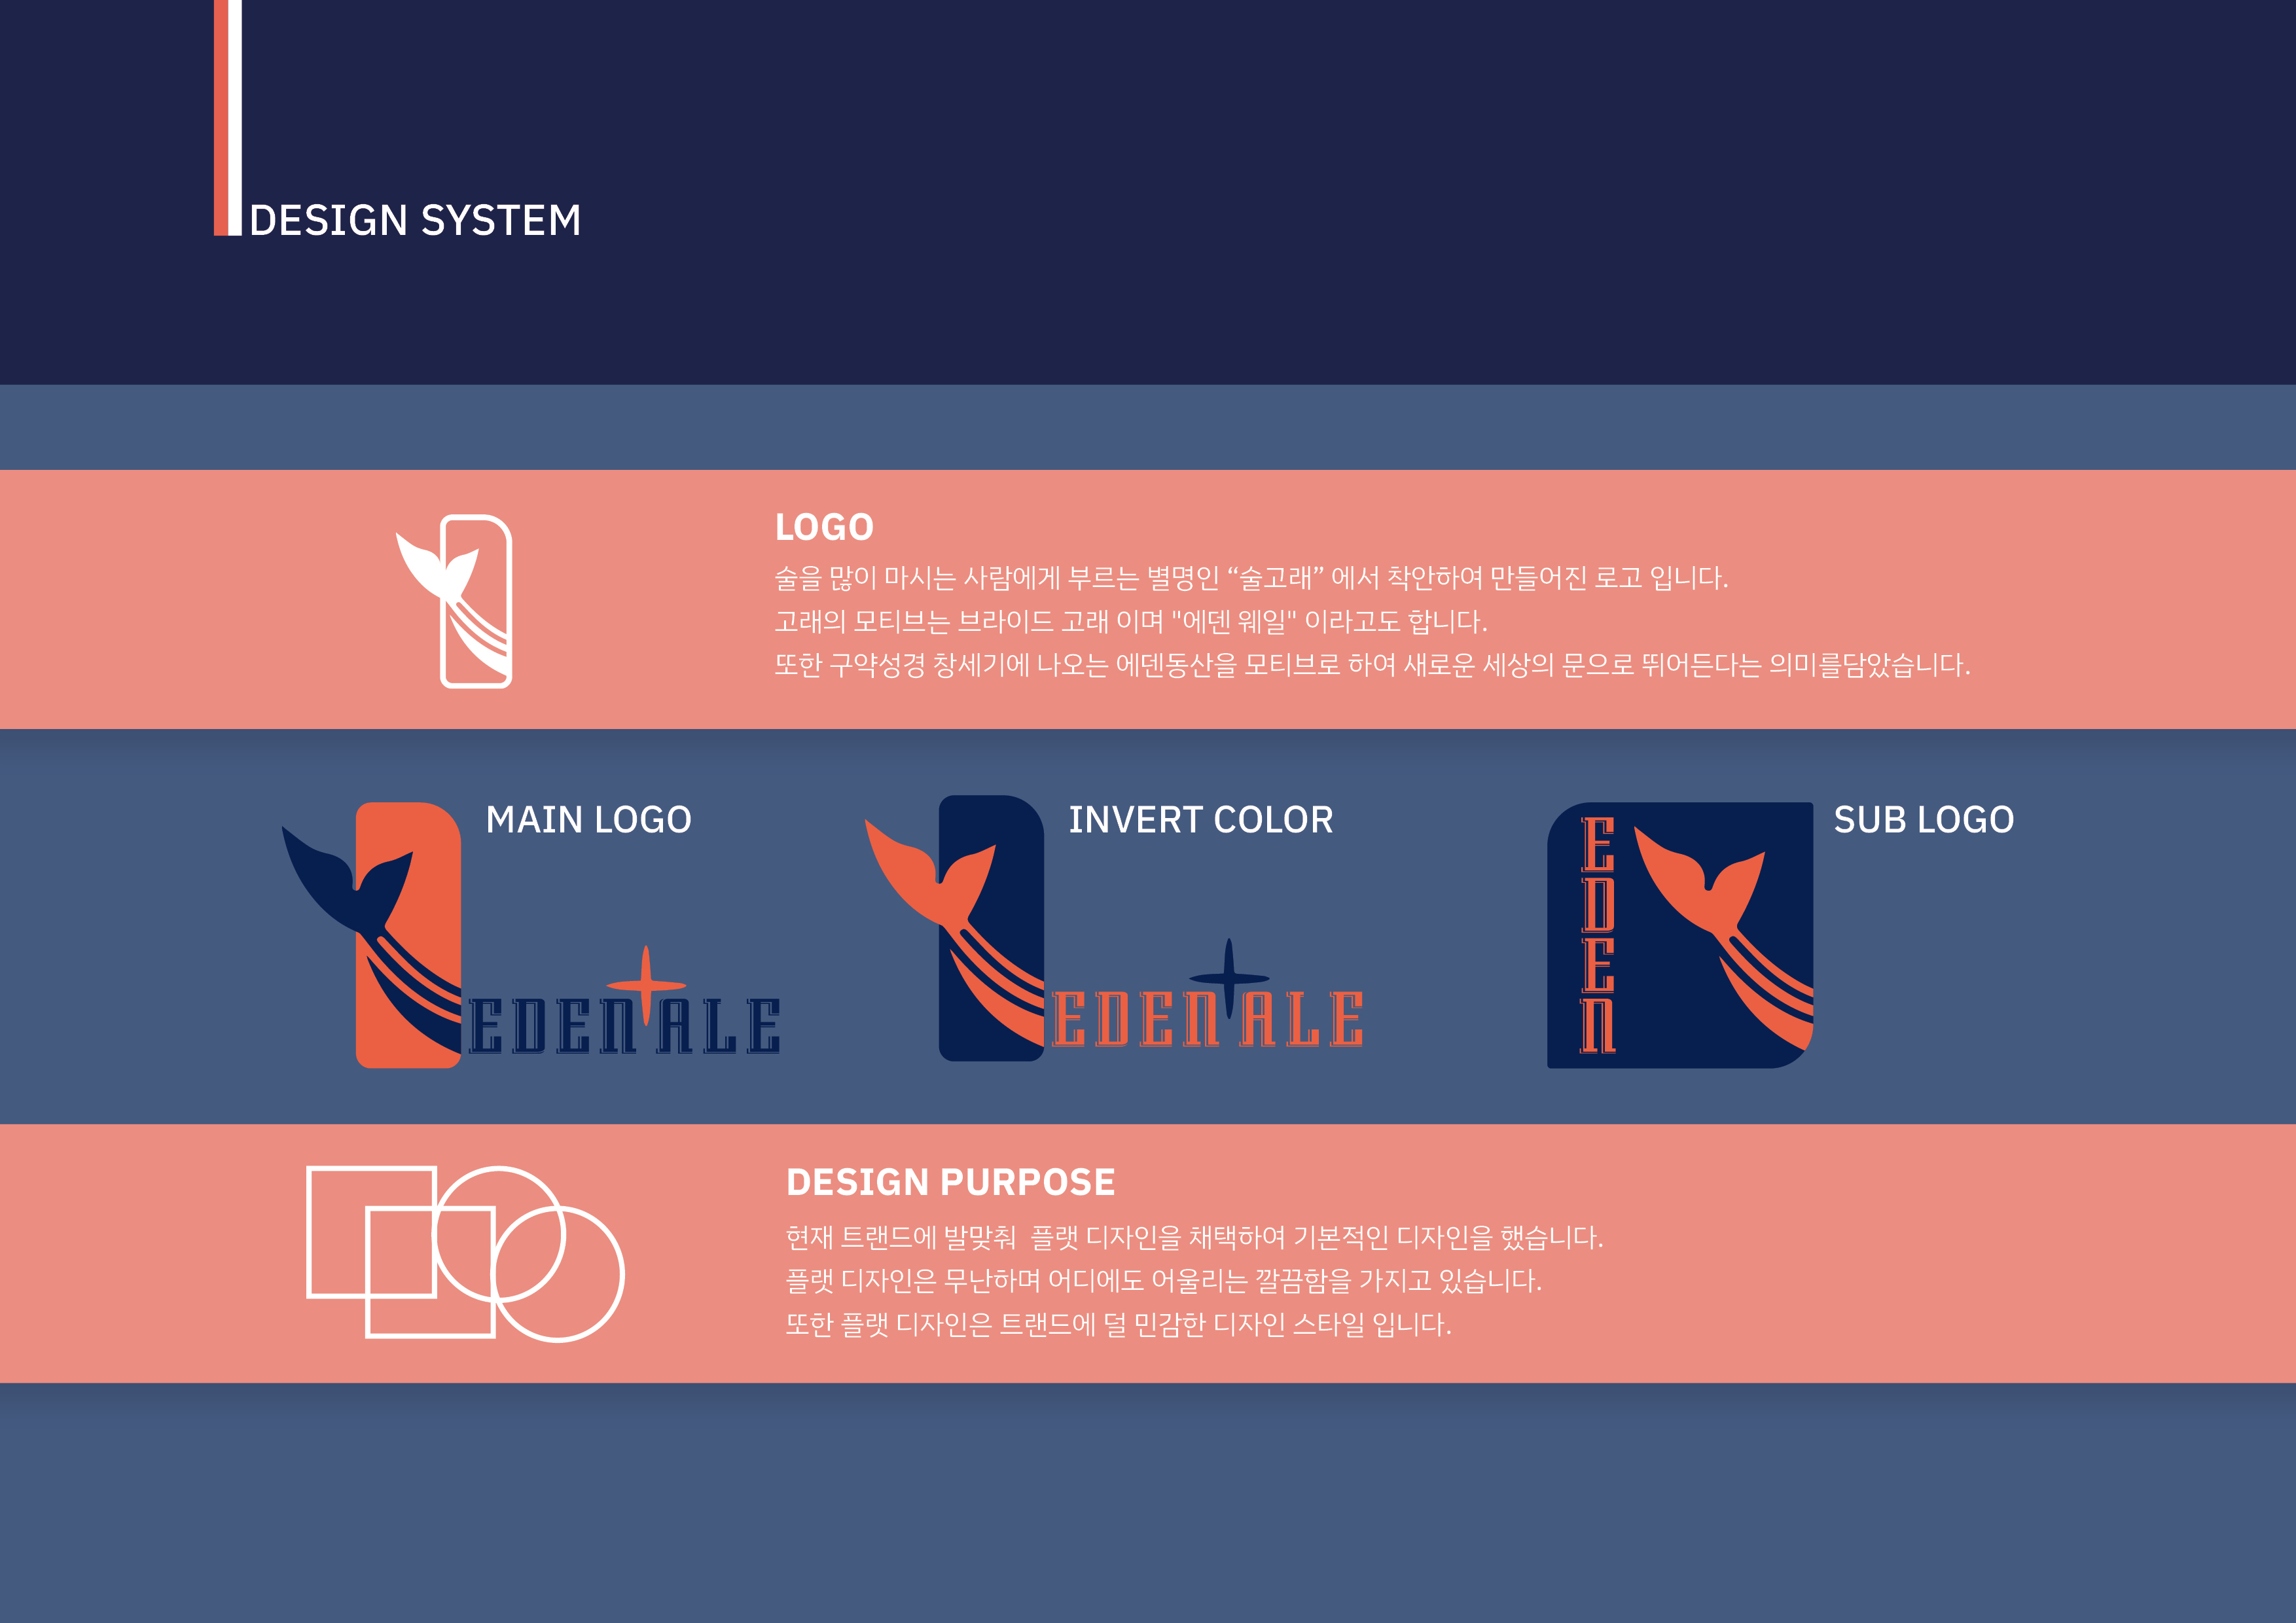 DESIGN SYSTEM
LOGO
술을 많이 마시는 사람에게 부르는 별명인 “술고래” 에서 착안하여 만들어진 로고 입니다.
고래의 모티브는 브라이드 고래 이며 "에덴 웨일" 이라고도 합니다.
또한 구약성경 창세기에 나오는 에덴동산을 모티브로 하여 새로운 세상의 문으로 뛰어든다는 의미를담았습니다.
MAIN LOGO
EDEN ALE
INVERT COLOR
EDEN ALE
SUB LOGO
EDEN
DESIGN PURPOSE
현재 트랜드에 발맞춰  플랫 디자인을 채택하여 기본적인 디자인을 했습니다.
플랫 디자인은 무난하며 어디에도 어울리는 깔끔함을 가지고 있습니다.
또한 플랫 디자인은 트랜드에 덜 민감한 디자인 스타일 입니다.